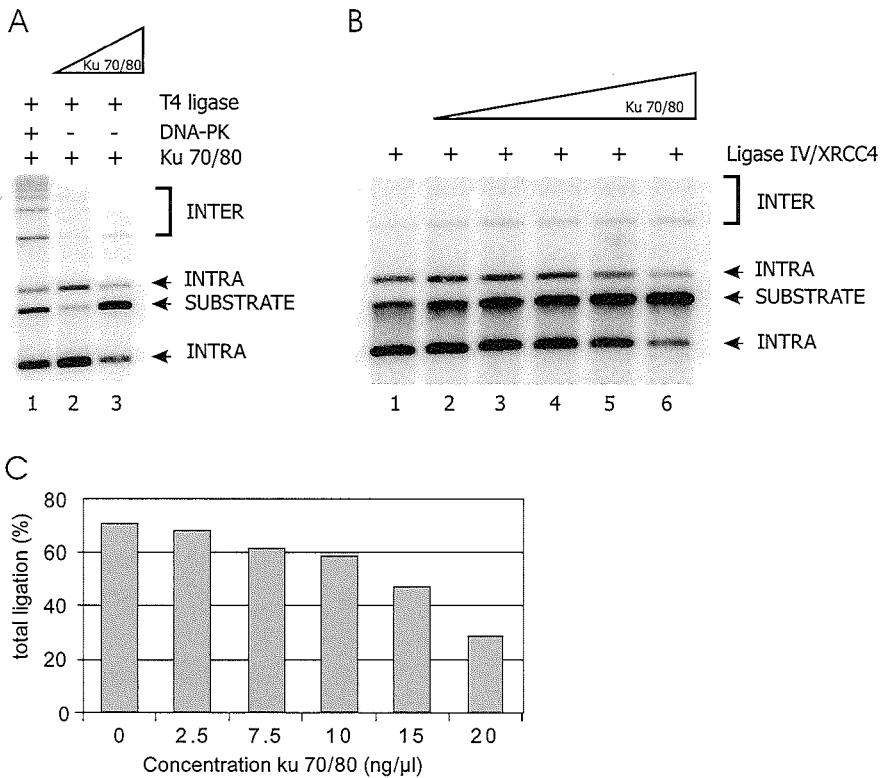 A
Ku 70/80
+ + + T4 ligase
+ - - DNA-PK
+ + + Ku 70/80
INTER
INTRA
SUBSTRATE
INTRA
1 2 3
B
Ku 70/80
+ + + + + + Ligase IV/XRCC4
INTER
INTRA
SUBSTRATE
INTRA
1 2 3 4 5 6
C
total ligation (%)
80
60
40
20
0
0 2.5 7.5 10 15 20
Concentration ku 70/80 (ng/µl)